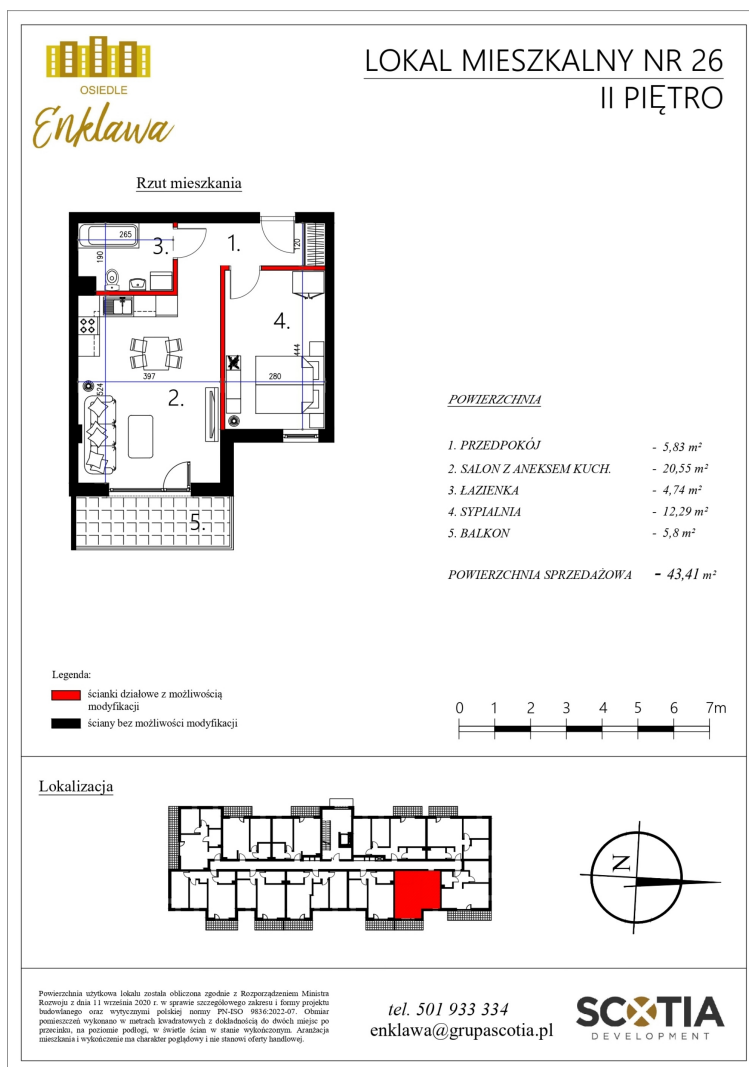 OSIEDLE
Enklawa
LOKAL MIESZKALNY NR 26
II PIĘTRO
Rzut mieszkania
265
3.
1.
120
190
4.
444
397
280
524
2.
5.
POWIERZCHNIA
1. PRZEDPOKÓJ - 5,83 m²
2. SALON Z ANEKSEM KUCH. - 20,55 m²
3. ŁAZIENKA - 4,74 m²
4. SYPIALNIA - 12,29 m²
5. BALKON - 5,8 m²
POWIERZCHNIA SPRZEDAŻOWA - 43,41 m²
Legenda:
ścianki działowe z możliwością
modyfikacji
ściany bez możliwości modyfikacji
0 1 2 3 4 5 6 7m
Lokalizacja
N
Powierzchnia użytkowa lokalu została obliczona zgodnie z Rozporządzeniem Ministra
Rozwoju z dnia 11 września 2020 r. w sprawie szczegółowego zakresu i formy projektu
budowlanego oraz wytycznymi polskiej normy PN-ISO 9836:2022-07. Obmiar
pomieszczeń wykonano w metrach kwadratowych z dokładnością do dwóch miejsc po
przecinku, na poziomie podłogi, w świetle ścian w stanie wykończonym. Aranżacja
mieszkania i wykończenie ma charakter poglądowy i nie stanowi oferty handlowej.
tel. 501 933 334
enklawa@grupascotia.pl
SCOTIA
DEVELOPMENT